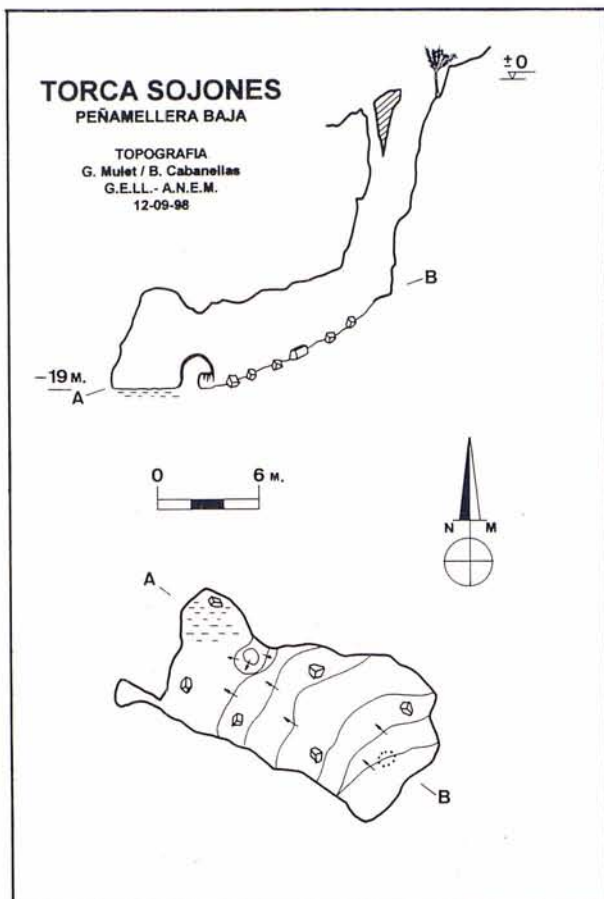 TORCA SOJONES
PEÑAMELLERA BAJA
TOPOGRAFIA
G. Mulet / B. Cabanellas
G.E.LL.- A.N.E.M.
12-09-98
±0
B
-19 M.
A
0 6 M.
N M
A
B